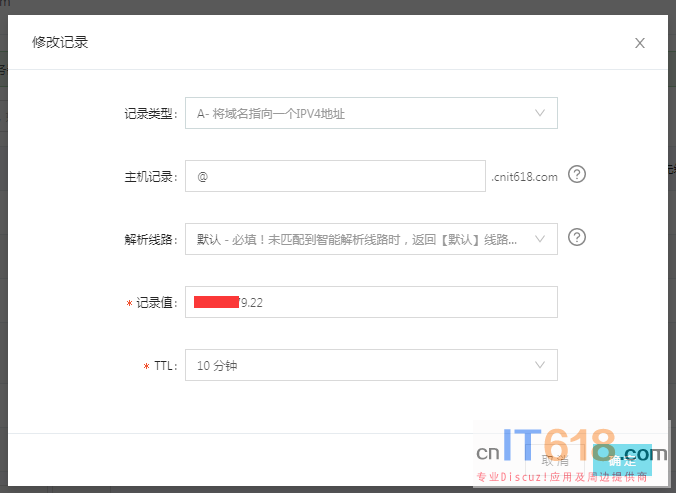 修改记录
记录类型： A- 将域名指向一个IPV4地址
主机记录： @ .cnit618.com
解析线路： 默认 - 必填！未匹配到智能解析线路时，返回【默认】线路...
* 记录值： 9.22
* TTL： 10 分钟
取消 确定
cnIT618.com
专业Discuz!应用及周边提供商